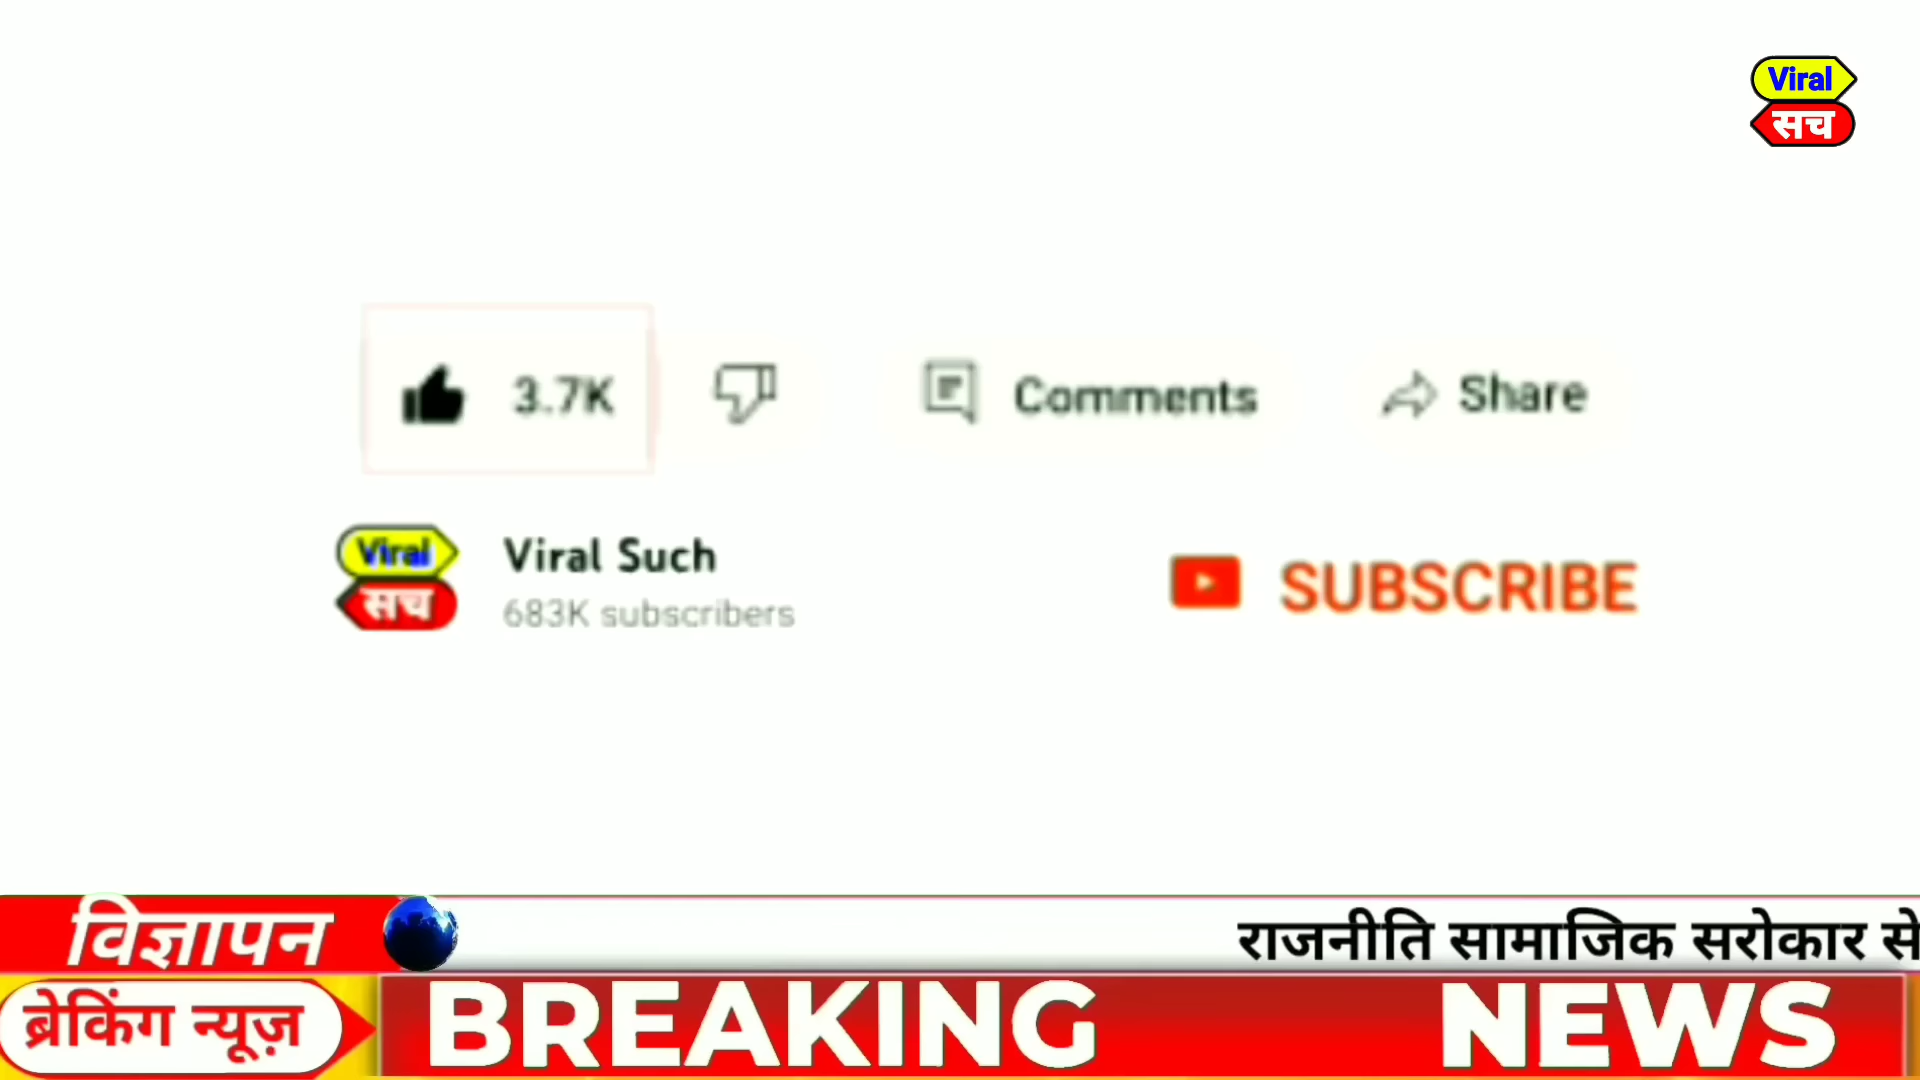 Viral
सच
3.7K Comments Share
Viral
सच
Viral Such
683K subscribers
SUBSCRIBE
विज्ञापन राजनीति सामाजिक सरोकार से
ब्रेकिंग न्यूज़ BREAKING NEWS